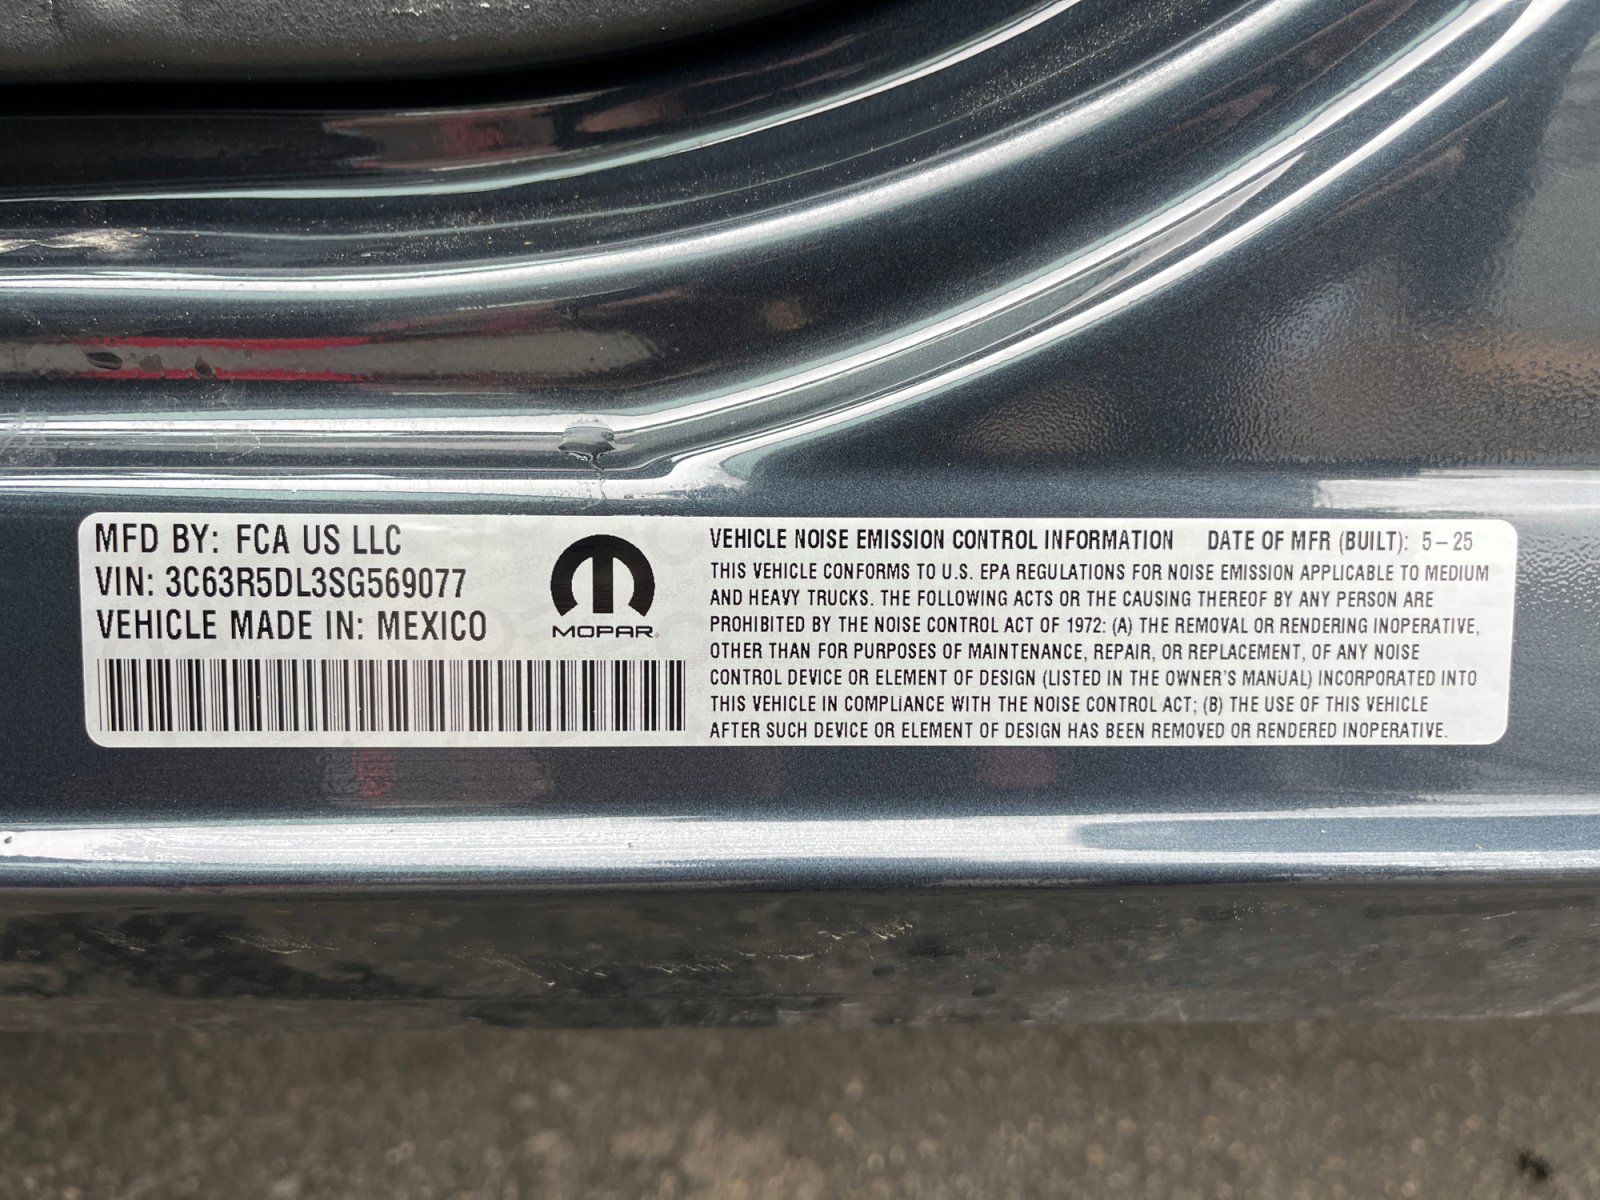 MFD BY: FCA US LLC
VIN: 3C63R5DL3SG569077
VEHICLE MADE IN: MEXICO
MOPAR®
VEHICLE NOISE EMISSION CONTROL INFORMATION DATE OF MFR (BUILT): 5-25
THIS VEHICLE CONFORMS TO U.S. EPA REGULATIONS FOR NOISE EMISSION APPLICABLE TO MEDIUM
AND HEAVY TRUCKS. THE FOLLOWING ACTS OR THE CAUSING THEREOF BY ANY PERSON ARE
PROHIBITED BY THE NOISE CONTROL ACT OF 1972: (A) THE REMOVAL OR RENDERING INOPERATIVE,
OTHER THAN FOR PURPOSES OF MAINTENANCE, REPAIR, OR REPLACEMENT, OF ANY NOISE
CONTROL DEVICE OR ELEMENT OF DESIGN (LISTED IN THE OWNER'S MANUAL) INCORPORATED INTO
THIS VEHICLE IN COMPLIANCE WITH THE NOISE CONTROL ACT; (B) THE USE OF THIS VEHICLE
AFTER SUCH DEVICE OR ELEMENT OF DESIGN HAS BEEN REMOVED OR RENDERED INOPERATIVE.